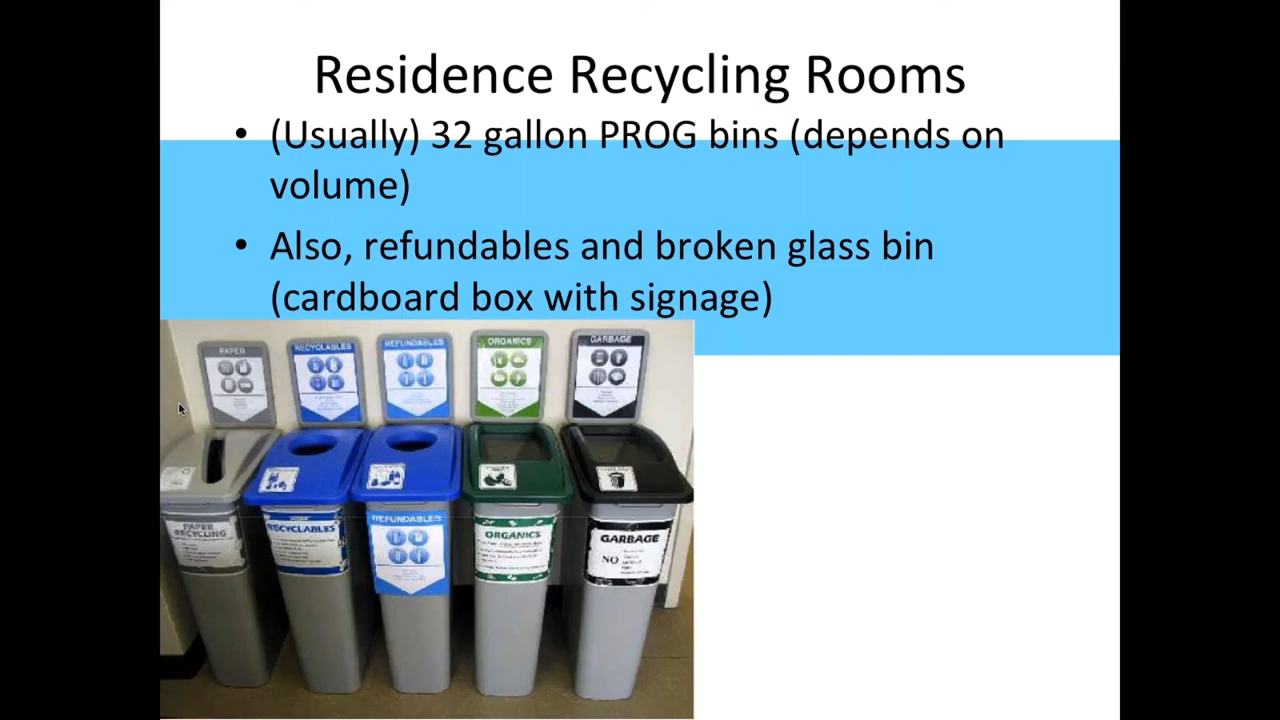 Residence Recycling Rooms
• (Usually) 32 gallon PROG bins (depends on
volume)
• Also, refundables and broken glass bin
(cardboard box with signage)
PAPER
RECYCLABLES
REFUNDABLES
ORGANICS
GARBAGE
PAPER
RECYCLING
RECYCLABLES
REFUNDABLES
ORGANICS
GARBAGE
NO